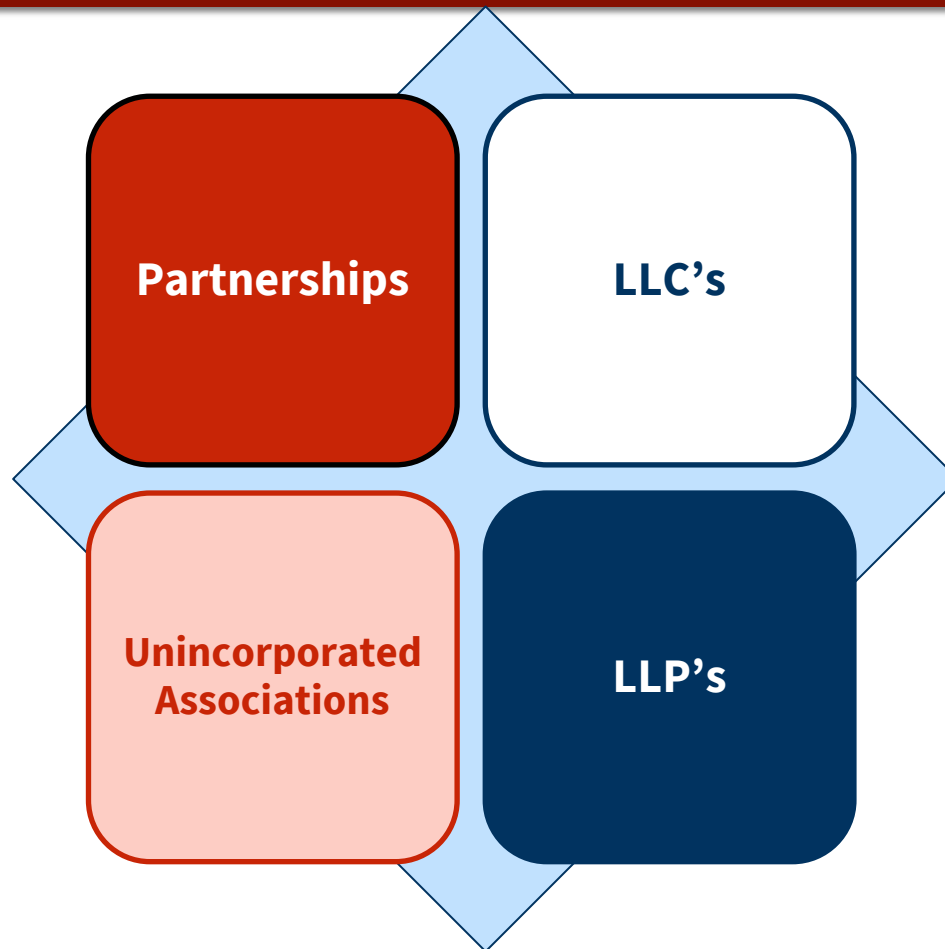 Partnerships
LLC’s
Unincorporated
Associations
LLP’s